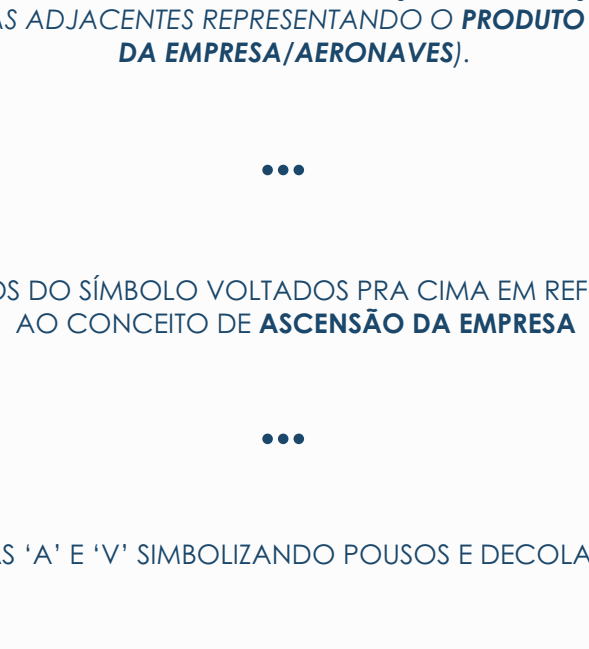 AS ADJACENTES REPRESENTANDO O PRODUTO
DA EMPRESA/AERONAVES).
•••
OS DO SÍMBOLO VOLTADOS PRA CIMA EM REF
AO CONCEITO DE ASCENSÃO DA EMPRESA
•••
AS ‘A’ E ‘V’ SIMBOLIZANDO POUSOS E DECOLA